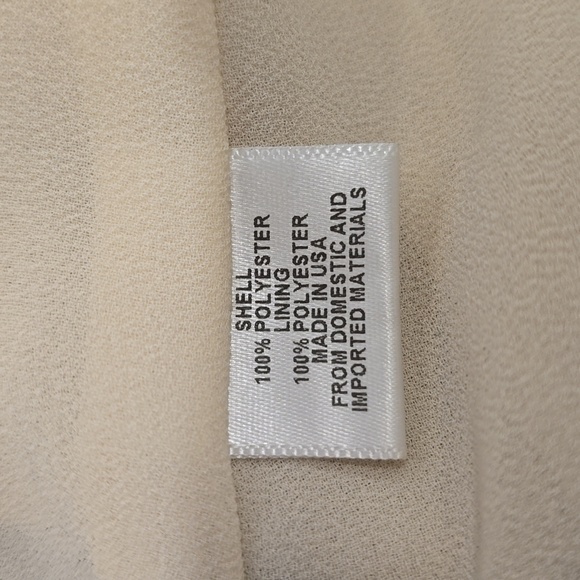 SHELL
100% POLYESTER
LINING
100% POLYESTER
MADE IN USA
FROM DOMESTIC AND
IMPORTED MATERIALS